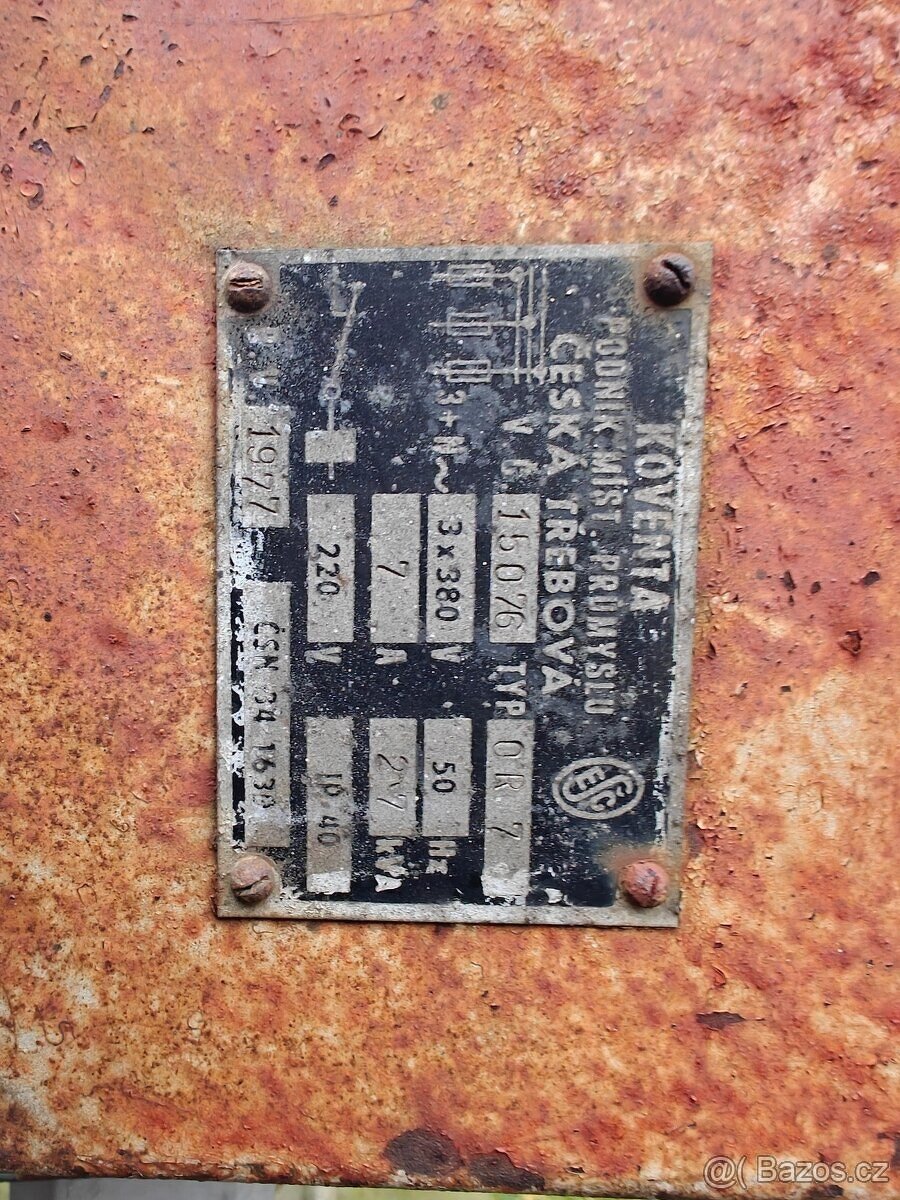 KOVENTA
PODNIK MÍST. PRŮMYSLU
ČESKÁ TŘEBOVÁ
ESČ
V Č 15076 TYP OR 7
3+N~ 3x380 V 50 Hz
7 A 2,7 kVA
220 V IP 40
R.V. 1977 ČSN 34 1630
@( Bazos.cz